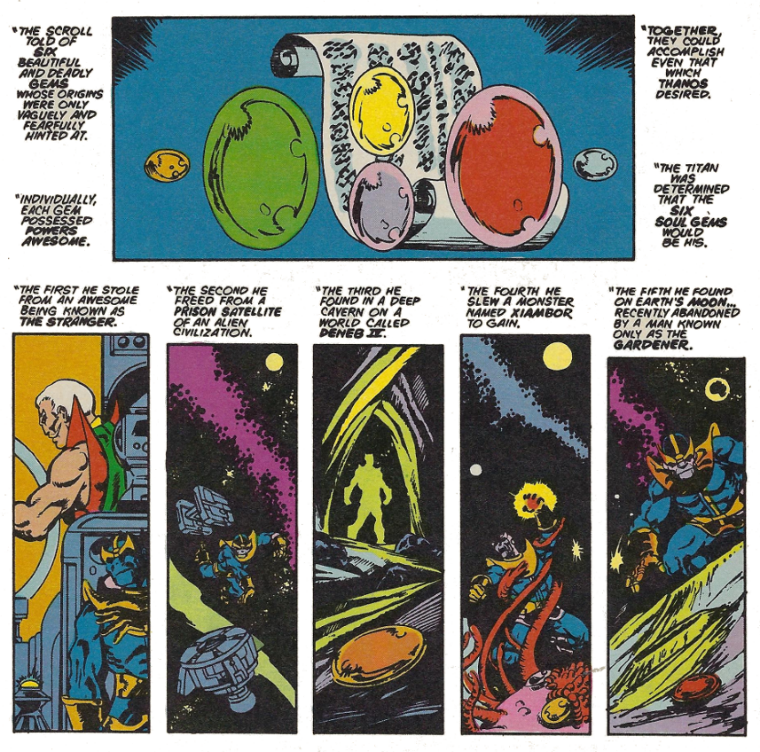 "THE SCROLL
TOLD OF
SIX
BEAUTIFUL
AND DEADLY
GEMS
WHOSE ORIGINS
WERE ONLY
VAGUELY AND
FEARFULLY
HINTED AT.
"INDIVIDUALLY,
EACH GEM
POSSESSED
POWERS
AWESOME.
"TOGETHER,
THEY COULD
ACCOMPLISH
EVEN THAT
WHICH
THANOS
DESIRED.
"THE TITAN
WAS
DETERMINED
THAT THE
SIX
SOUL GEMS
WOULD
BE HIS.
"THE FIRST HE STOLE
FROM AN AWESOME
BEING KNOWN AS
THE STRANGER.
"THE SECOND HE
FREED FROM A
PRISON SATELLITE
OF AN ALIEN
CIVILIZATION.
"THE THIRD HE
FOUND IN A DEEP
CAVERN ON A
WORLD CALLED
DENEB IV.
"THE FOURTH HE
SLEW A MONSTER
NAMED XIAMBOR
TO GAIN.
"THE FIFTH HE FOUND
ON EARTH'S MOON...
RECENTLY ABANDONED
BY A MAN KNOWN
ONLY AS THE
GARDENER.